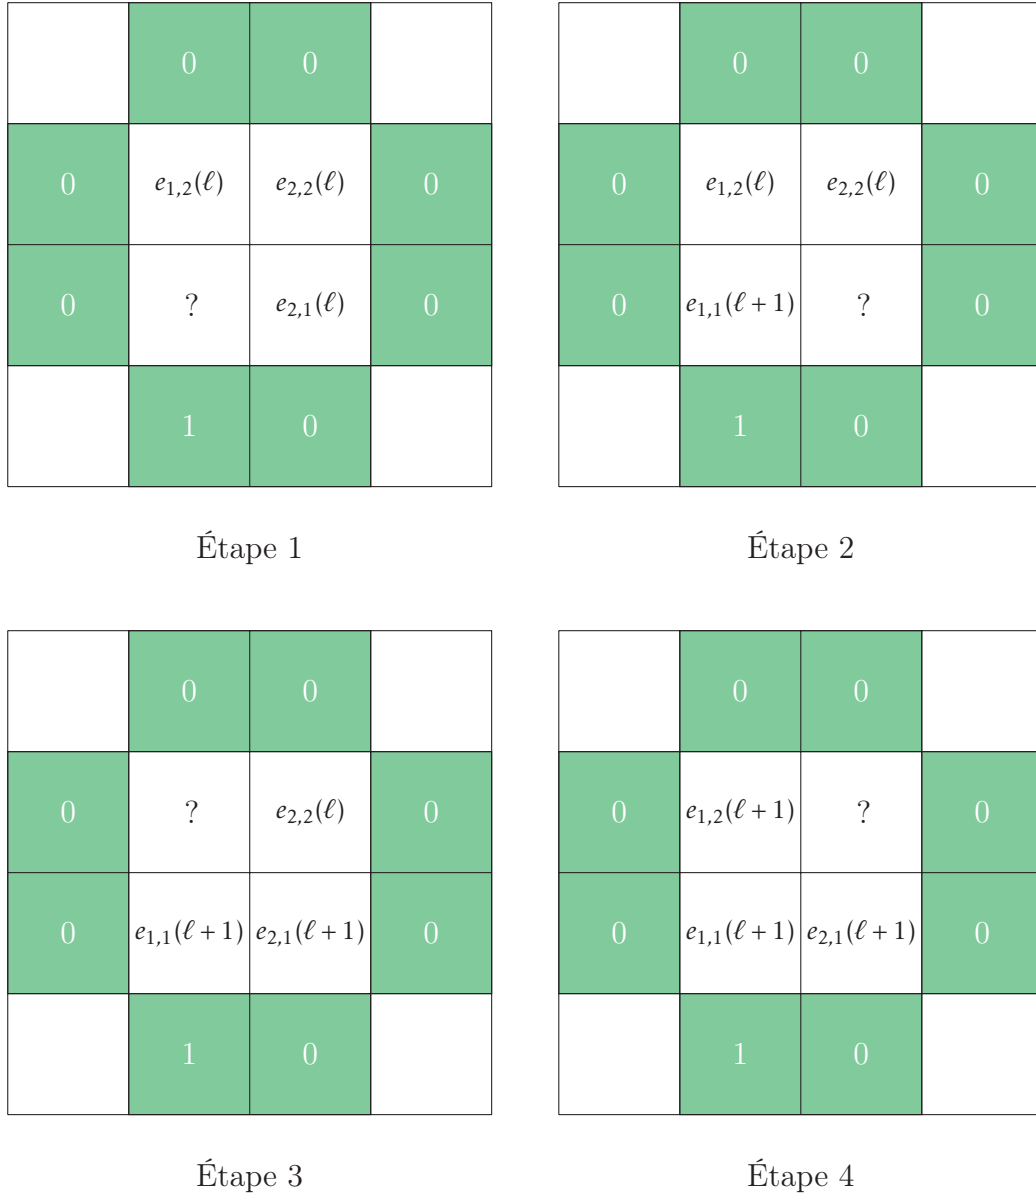 0 0 0 0
0 e_{1,2}(ℓ) e_{2,2}(ℓ) 0 0 e_{1,2}(ℓ) e_{2,2}(ℓ) 0
0 ? e_{2,1}(ℓ) 0 0 e_{1,1}(ℓ + 1) ? 0
1 0 1 0
Étape 1 Étape 2
0 0 0 0
0 ? e_{2,2}(ℓ) 0 0 e_{1,2}(ℓ + 1) ? 0
0 e_{1,1}(ℓ + 1) e_{2,1}(ℓ + 1) 0 0 e_{1,1}(ℓ + 1) e_{2,1}(ℓ + 1) 0
1 0 1 0
Étape 3 Étape 4